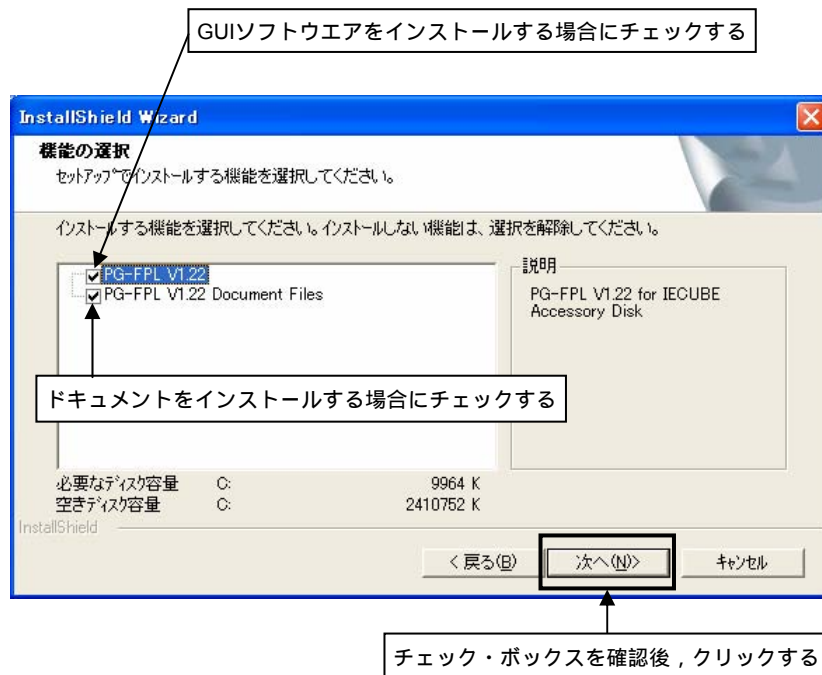 GUIソフトウエアをインストールする場合にチェックする
InstallShield Wizard
機能の選択
セットアップでインストールする機能を選択してください。
インストールする機能を選択してください。インストールしない機能は、選択を解除してください。
PG-FPL V1.22
PG-FPL V1.22 Document Files
説明
PG-FPL V1.22 for IECUBE
Accessory Disk
ドキュメントをインストールする場合にチェックする
必要なディスク容量 C: 9964 K
空きディスク容量 C: 2410752 K
InstallShield
< 戻る(B)
次へ(N)>
キャンセル
チェック・ボックスを確認後，クリックする